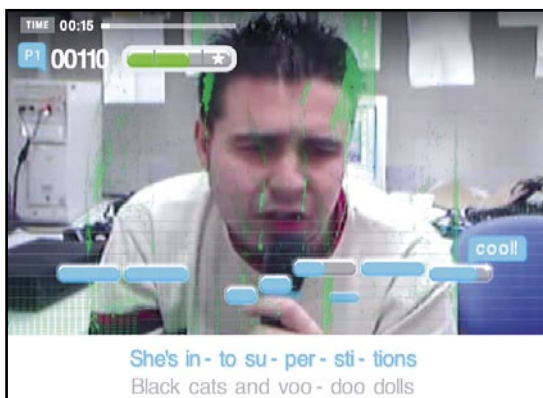 TIME 00:15
P1 00110
cool!
She's in - to su - per - sti - tions
Black cats and voo - doo dolls